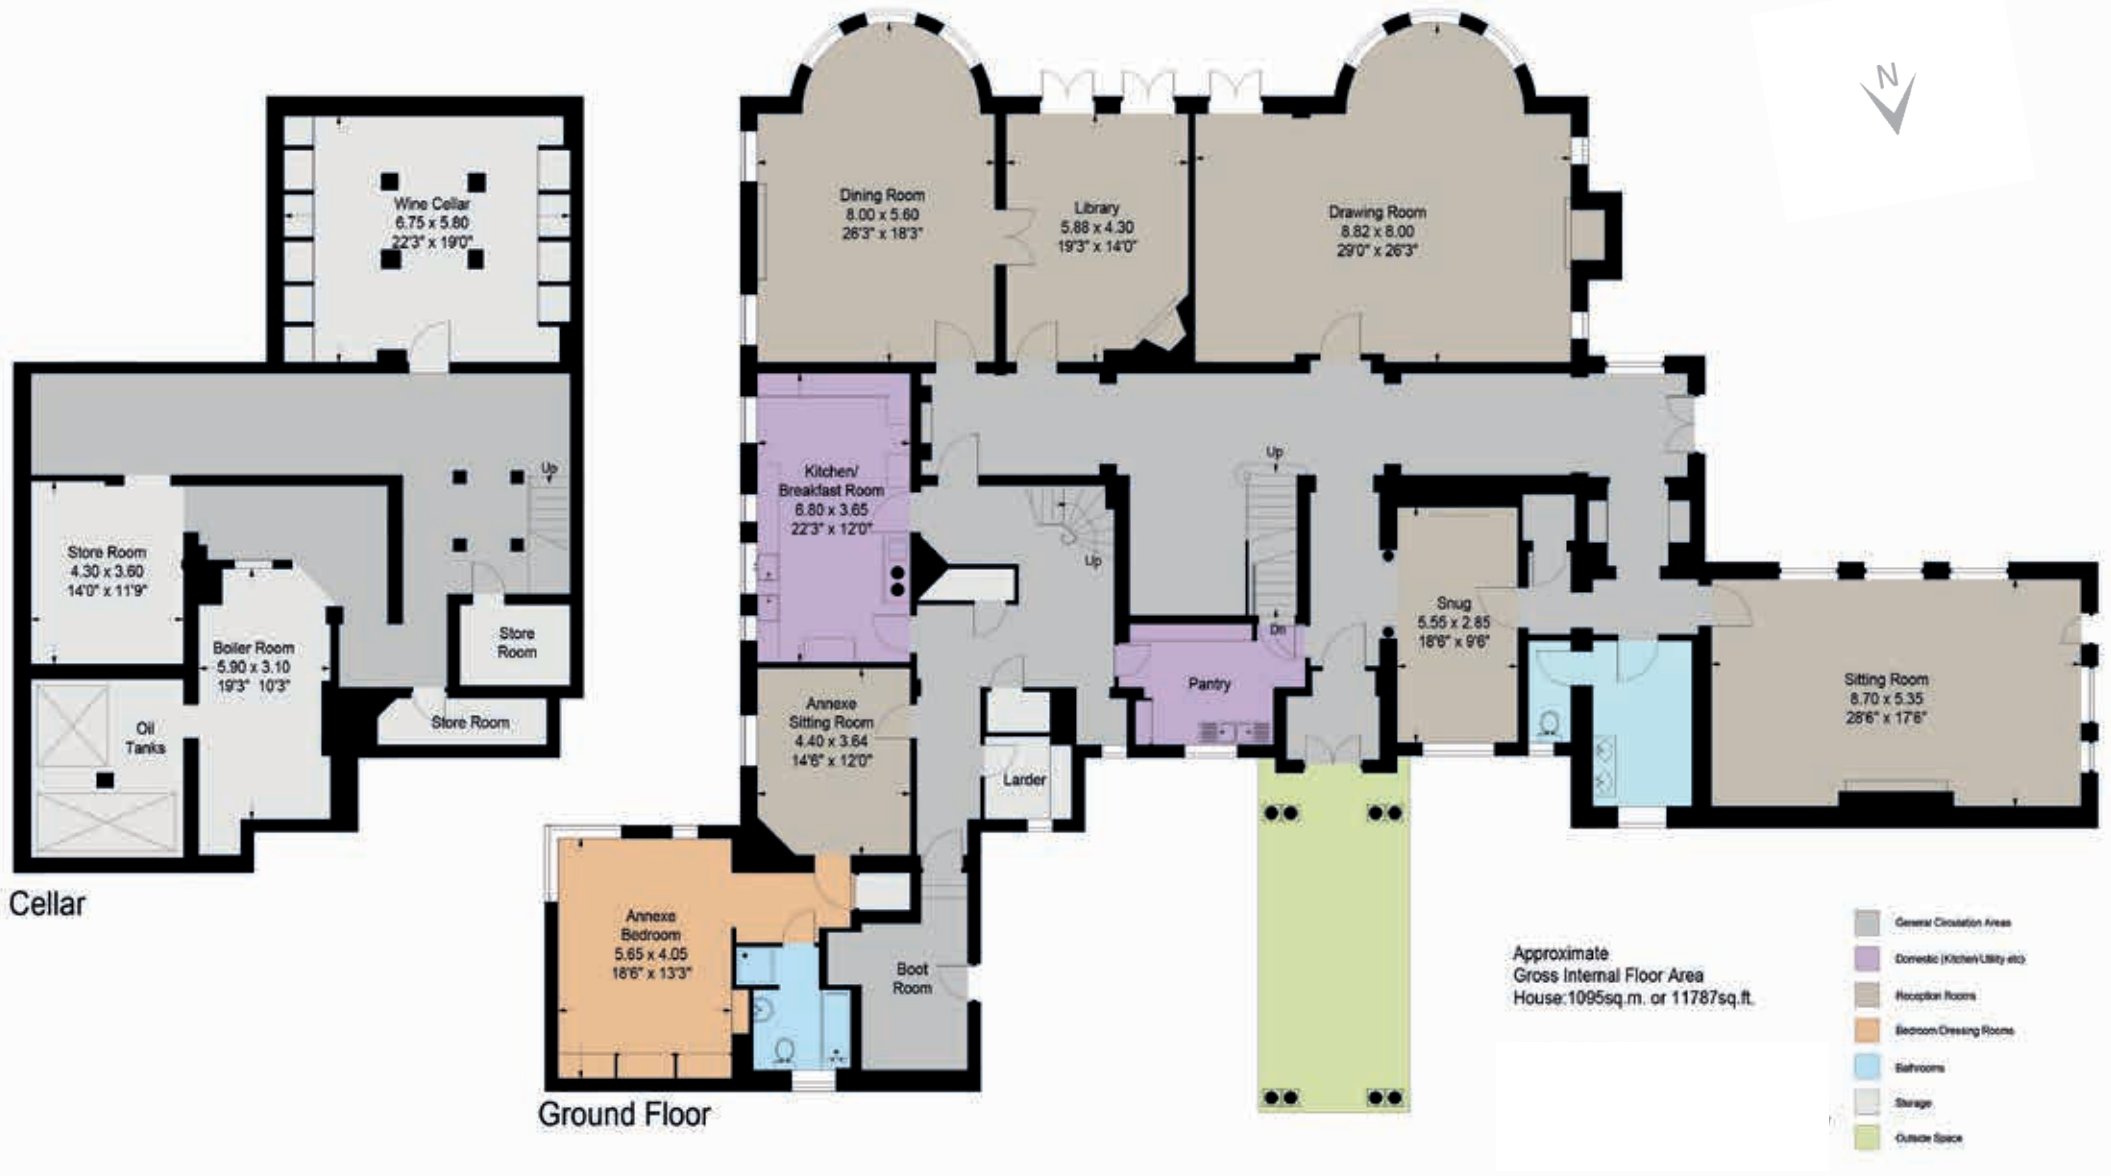 N
Wine Cellar
6.75 x 5.80
22'3" x 19'0"
Up
Store Room
4.30 x 3.60
14'0" x 11'9"
Boiler Room
5.90 x 3.10
19'3" 10'3"
Store
Room
Store Room
Oil
Tanks
Cellar
Dining Room
8.00 x 5.60
26'3" x 18'3"
Library
5.88 x 4.30
19'3" x 14'0"
Drawing Room
8.82 x 8.00
29'0" x 26'3"
Kitchen/
Breakfast Room
6.80 x 3.65
22'3" x 12'0"
Up
Up
Dn
Pantry
Snug
5.55 x 2.85
18'6" x 9'6"
Sitting Room
8.70 x 5.35
28'6" x 17'6"
Annexe
Sitting Room
4.40 x 3.64
14'6" x 12'0"
Larder
Annexe
Bedroom
5.65 x 4.05
18'6" x 13'3"
Boot
Room
Ground Floor
Approximate
Gross Internal Floor Area
House:1095sq.m. or 11787sq.ft.
General Circulation Areas
Domestic (Kitchen/Utility etc)
Reception Rooms
Bedroom/Dressing Rooms
Bathrooms
Storage
Outside Space